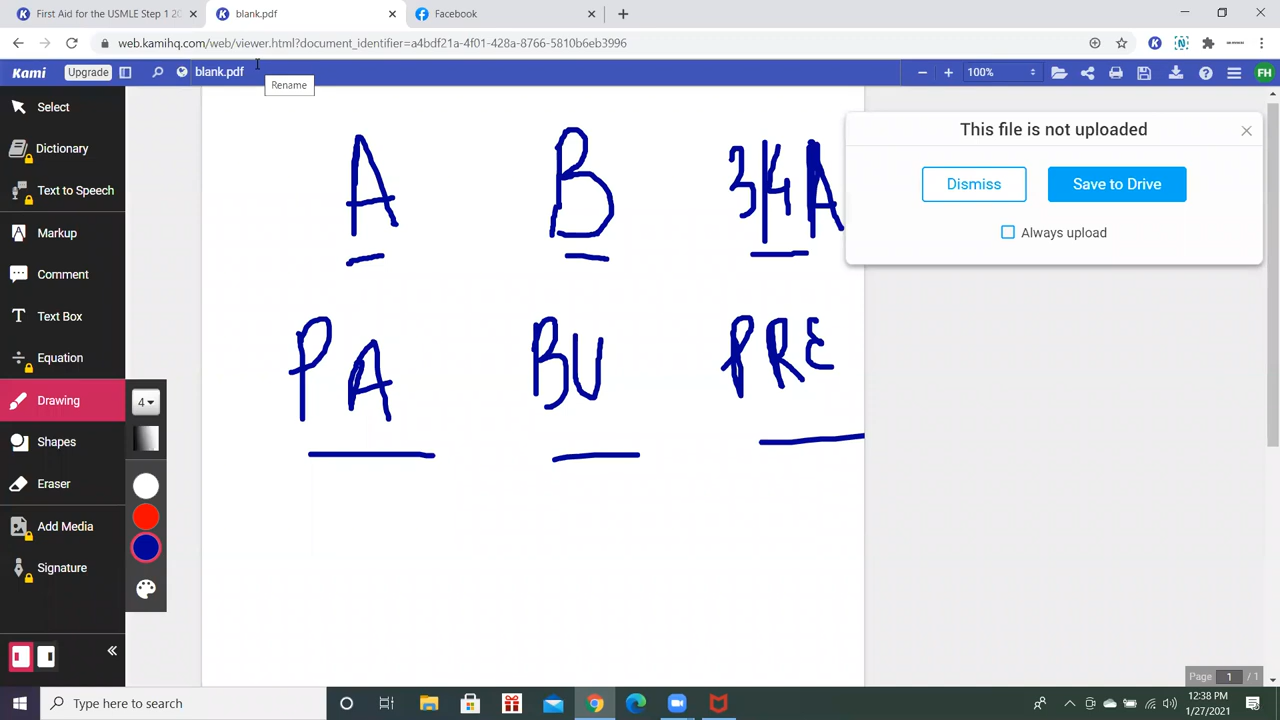 First Aid for the USMLE Step 1 20
blank.pdf
Facebook
web.kamihq.com/web/viewer.html?document_identifier=a4bdf21a-4f01-428a-8766-5810b6eb3996
Kami Upgrade blank.pdf 100% FH
Rename
Select
Dictionary
Text to Speech
Markup
Comment
Text Box
Equation
Drawing
Shapes
Eraser
Add Media
Signature
4
A B 3/4A
PA BU PRE
This file is not uploaded
Dismiss Save to Drive
Always upload
Page 1 / 1
Type here to search
12:38 PM
1/27/2021